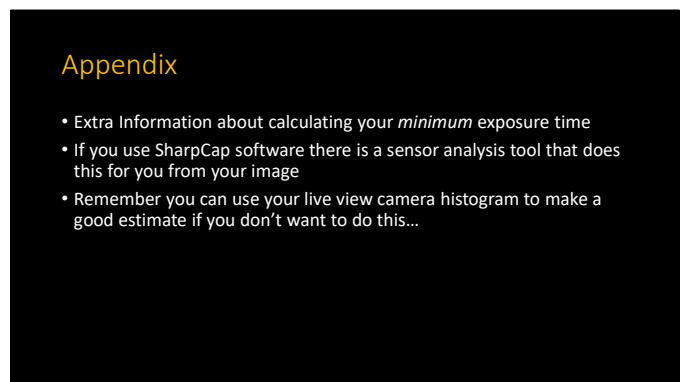 Appendix
• Extra Information about calculating your minimum exposure time
• If you use SharpCap software there is a sensor analysis tool that does
this for you from your image
• Remember you can use your live view camera histogram to make a
good estimate if you don’t want to do this…